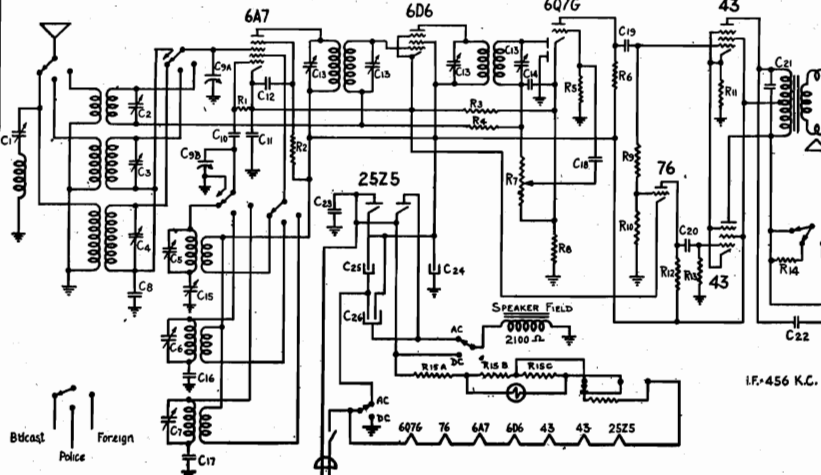 6A7
6D6
6Q7G
43
C9A
C13
C13
C13
C13
C14
C19
C21
C12
R5
R6
R11
R1
R3
R4
C1
C2
C10
C11
R2
C3
C9B
25Z5
R7
C18
R9
76
C23
R10
C4
C5
R8
C20
C25
C24
R12
R13
43
R14
C8
C15
C26
SPEAKER FIELD
2100 Ω
AC
DC
C22
C6
R15A
R15B
R15C
C16
I.F.=456 K.C.
AC
DC
Bdcast
Police
Foreign
C7
6Q7G 76 6A7 6D6 43 43 25Z5
C17